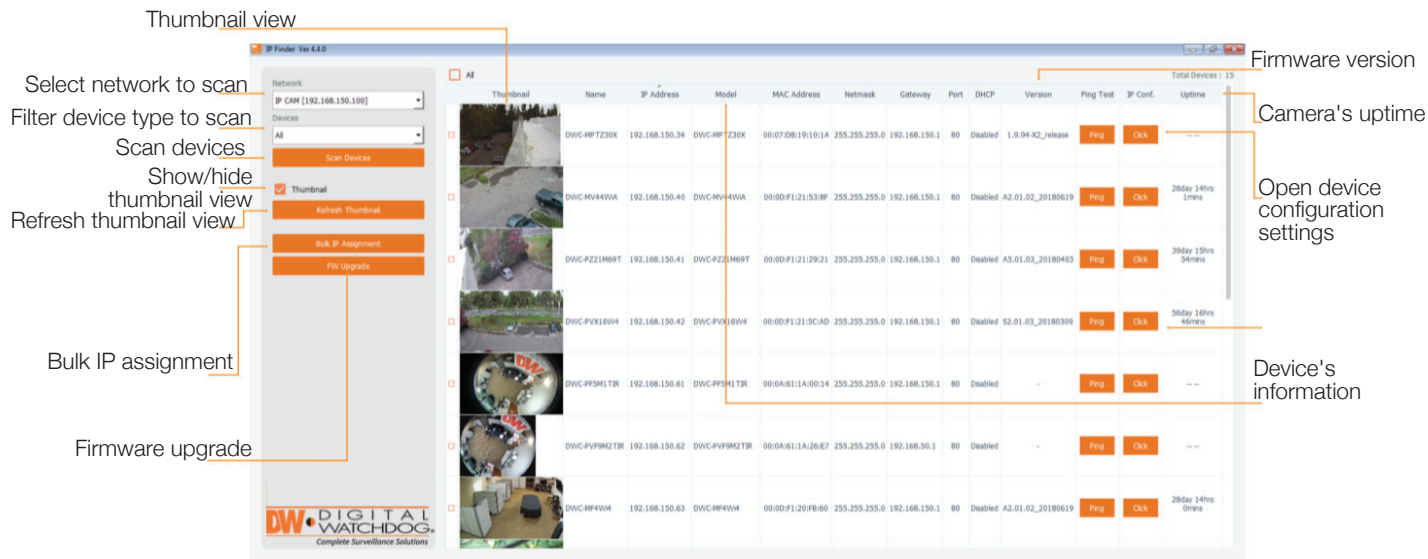 Thumbnail view
Select network to scan
Filter device type to scan
Scan devices
Show/hide
thumbnail view
Refresh thumbnail view
Bulk IP assignment
Firmware upgrade
IP Finder Ver 4.4.0
Network
IP CAM [192.168.150.100]
Devices
All
Scan Devices
Thumbnail
Refresh Thumbnail
Bulk IP Assignment
FW Upgrade
DW DIGITAL
WATCHDOG®
Complete Surveillance Solutions
All
Total Devices : 15
Thumbnail Name IP Address Model MAC Address Netmask Gateway Port DHCP Version Ping Test IP Conf. Uptime
DWC-MPTZ30X 192.168.150.34 DWC-MPTZ30X 00:07:D8:19:10:1A 255.255.255.0 192.168.150.1 80 Disabled 1.9.94-X2_release Ping Click -- --
DWC-MV44WiA 192.168.150.40 DWC-MV44WiA 00:0D:F1:21:53:8F 255.255.255.0 192.168.150.1 80 Disabled A2.01.02_20180619 Ping Click 28day 14hrs
1mins
DWC-PZ21M69T 192.168.150.41 DWC-PZ21M69T 00:0D:F1:21:29:21 255.255.255.0 192.168.150.1 80 Disabled A5.01.03_20180403 Ping Click 39day 15hrs
54mins
DWC-PVX16W4 192.168.150.42 DWC-PVX16W4 00:0D:F1:21:5C:AD 255.255.255.0 192.168.150.1 80 Disabled S2.01.03_20180309 Ping Click 56day 16hrs
46mins
DWC-PF5M1TIR 192.168.150.61 DWC-PF5M1TIR 00:0A:61:1A:00:14 255.255.255.0 192.168.150.1 80 Disabled - Ping Click -- --
DWC-PVF9M2TIR 192.168.150.62 DWC-PVF9M2TIR 00:0A:61:1A:26:E7 255.255.255.0 192.168.50.1 80 Disabled - Ping Click -- --
DWC-MF4Wi4 192.168.150.63 DWC-MF4Wi4 00:0D:F1:20:FB:60 255.255.255.0 192.168.150.1 80 Disabled A2.01.02_20180619 Ping Click 28day 14hrs
0mins
Firmware version
Camera's uptime
Open device
configuration
settings
Device's
information